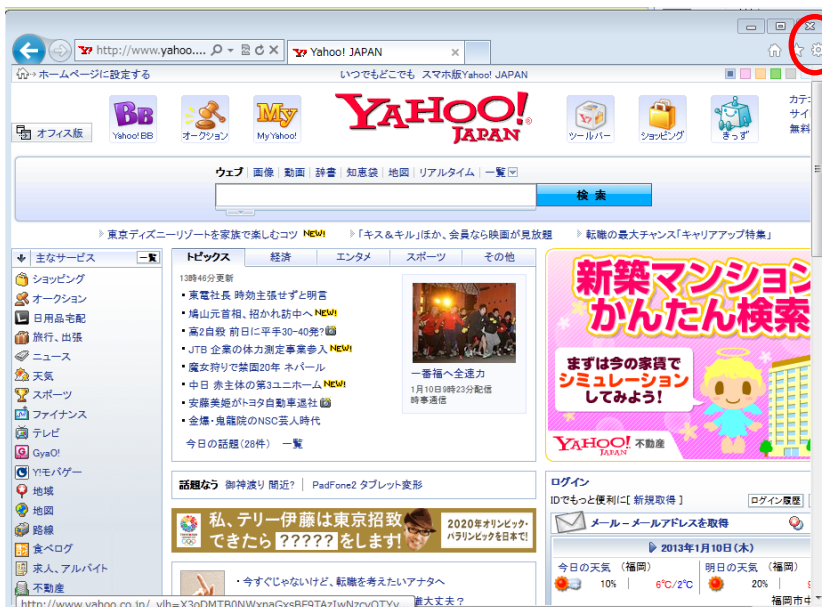 http://www.yahoo....
Yahoo! JAPAN
ホームページに設定する
いつでもどこでも スマホ版Yahoo! JAPAN
オフィス版
BB
Yahoo!BB
オークション
My
My Yahoo!
YAHOO!
JAPAN
ツールバー
ショッピング
きっず
カテ
サイ
無料
ウェブ 画像 動画 辞書 知恵袋 地図 リアルタイム 一覧
検索
東京ディズニーリゾートを家族で楽しむコツ NEW!
「キス＆キル」ほか、会員なら映画が見放題
転職の最大チャンス「キャリアアップ特集」
主なサービス 一覧
ショッピング
オークション
日用品宅配
旅行、出張
ニュース
天気
スポーツ
ファイナンス
テレビ
GyaO!
Y!モバゲー
地域
地図
路線
食べログ
求人、アルバイト
不動産
トピックス 経済 エンタメ スポーツ その他
13時46分更新
東電社長 時効主張せずと明言
鳩山元首相、招かれ訪中へ NEW!
高2自殺 前日に平手30-40発?
JTB 企業の体力測定事業参入 NEW!
魔女狩りで禁固20年 ネパール
中日 赤主体の第3ユニホーム NEW!
安藤美姫がトヨタ自動車退社
金爆・鬼龍院のNSC芸人時代
今日の話題(28件) 一覧
一番福へ全速力
1月10日9時23分配信
時事通信
新築マンション
かんたん検索
まずは今の家賃で
シミュレーション
してみよう!
YAHOO! 不動産
JAPAN
話題なう 御神渡り 間近? PadFone2 タブレット変形
私、テリー伊藤は東京招致
できたら ????? をします!
2020年オリンピック・
パラリンピックを日本で!
今すぐじゃないけど、転職を考えたいアナタへ
ログイン
IDでもっと便利に[ 新規取得 ]
ログイン履歴
メール - メールアドレスを取得
2013年1月10日(木)
今日の天気 (福岡)
10% 6℃/2℃
明日の天気 (福岡)
20%
福岡市中